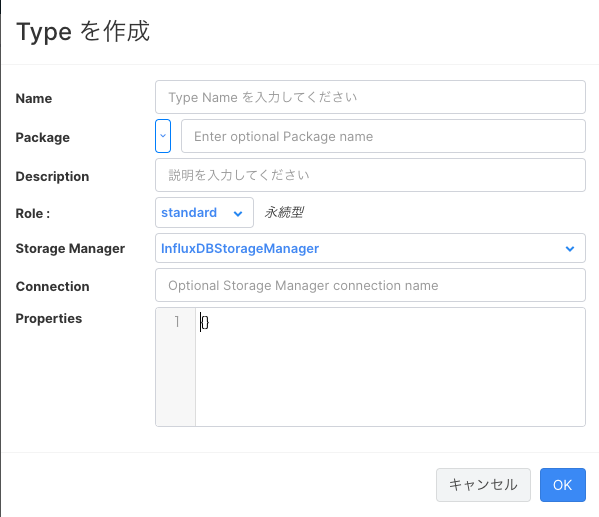 Type を作成
Name Type Name を入力してください
Package Enter optional Package name
Description 説明を入力してください
Role : standard 永続型
Storage Manager InfluxDBStorageManager
Connection Optional Storage Manager connection name
Properties 1 {}
キャンセル OK